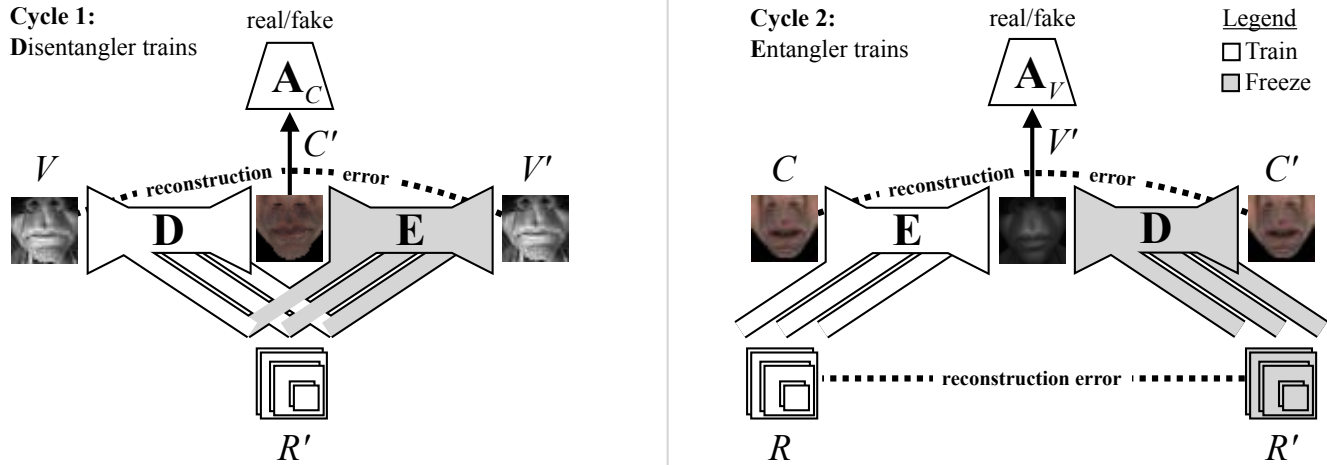 Cycle 1:
Disentangler trains
real/fake
A_C
C'
V
V'
reconstruction
error
D
E
R'
Cycle 2:
Entangler trains
real/fake
A_V
V'
Legend
Train
Freeze
C
C'
reconstruction
error
E
D
reconstruction error
R
R'